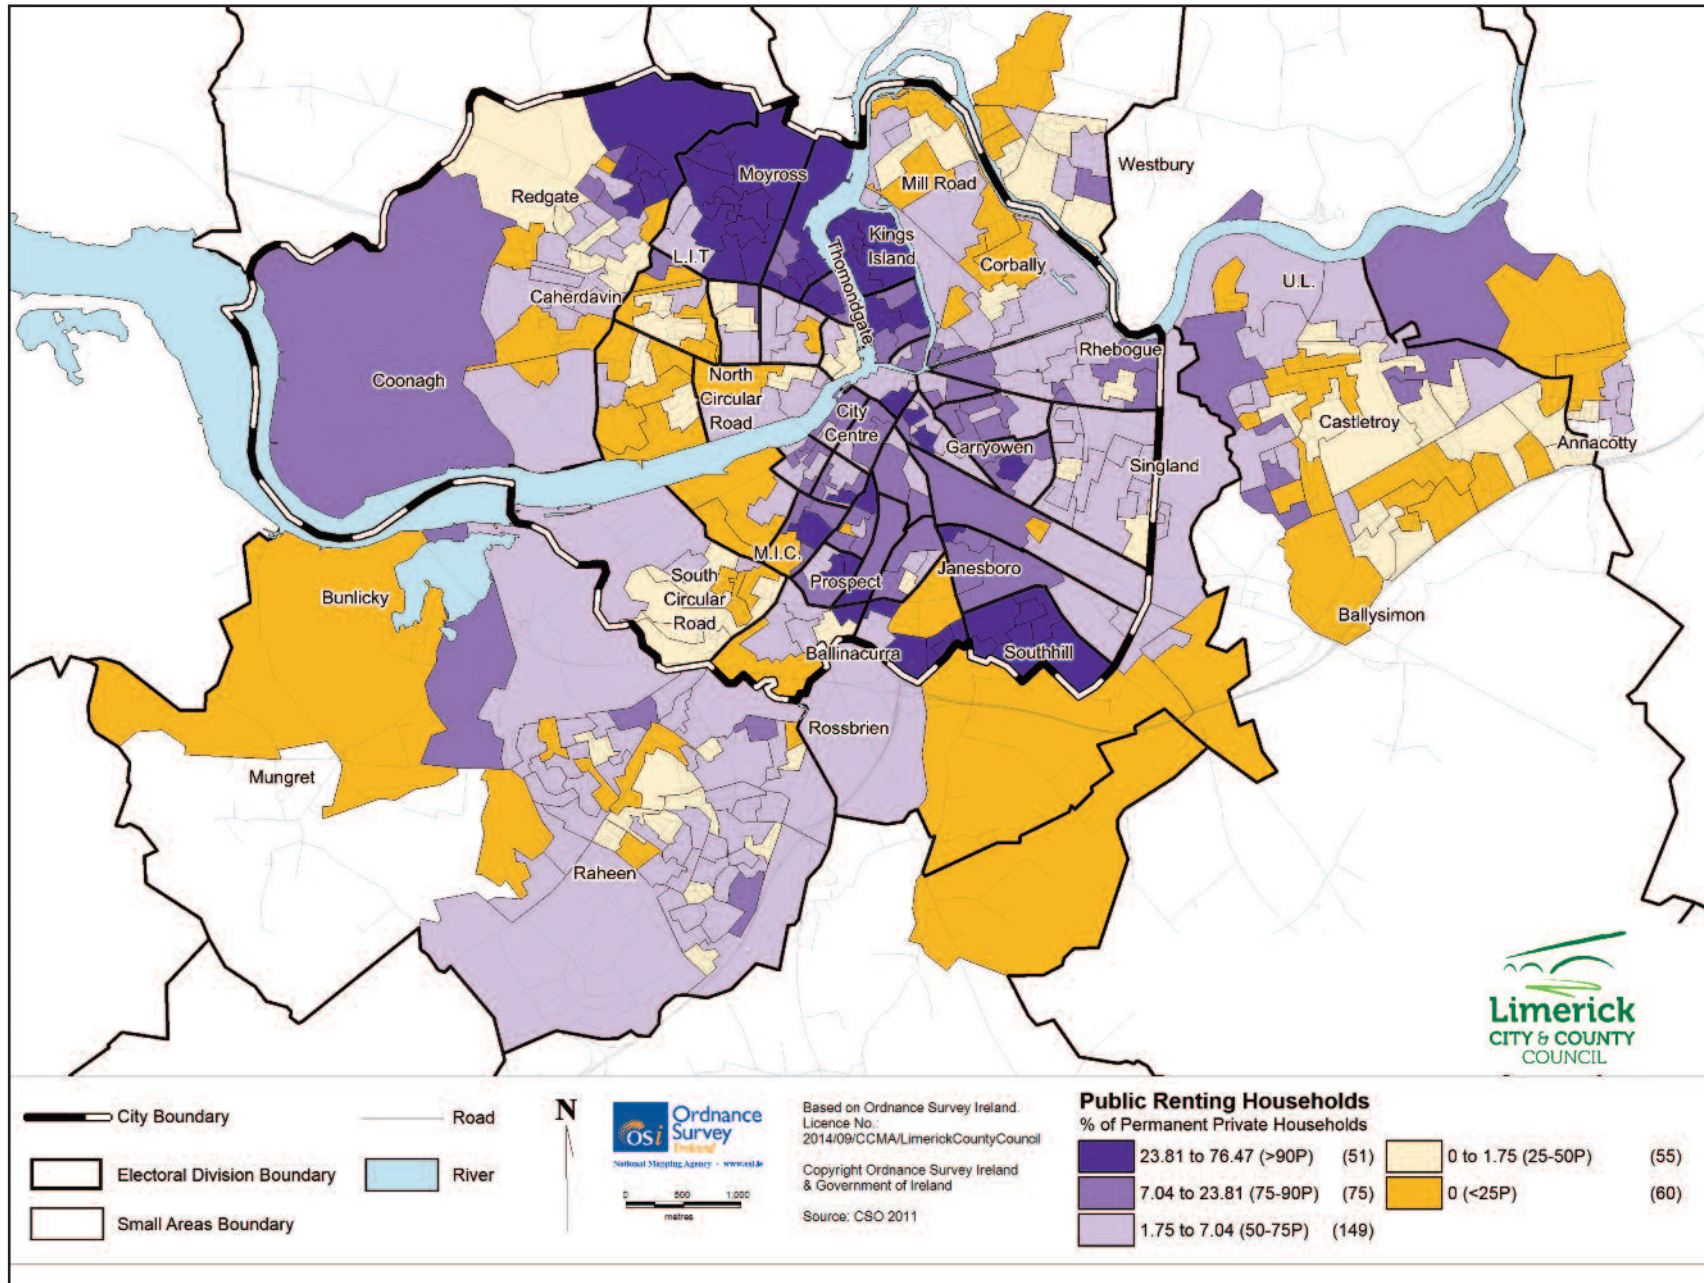 Westbury
Moyross
Mill Road
Redgate
Kings
Island
L.I.T
Thomondgate
Corbally
U.L.
Caherdavin
Rhebogue
Coonagh
North
Circular
Road
City
Centre
Castletroy
Garryowen
Annacotty
Singland
M.I.C.
Bunlicky
South
Circular
Road
Prospect
Janesboro
Ballysimon
Ballinacurra
Southhill
Rossbrien
Mungret
Raheen
Limerick
CITY & COUNTY
COUNCIL
City Boundary
Road
Electoral Division Boundary
River
Small Areas Boundary
N
osi
Ordnance
Survey
Ireland
National Mapping Agency - www.osi.ie
0 500 1,000
metres
Based on Ordnance Survey Ireland.
Licence No.:
2014/09/CCMA/LimerickCountyCouncil
Copyright Ordnance Survey Ireland
& Government of Ireland
Source: CSO 2011
Public Renting Households
% of Permanent Private Households
23.81 to 76.47 (>90P) (51)
7.04 to 23.81 (75-90P) (75)
1.75 to 7.04 (50-75P) (149)
0 to 1.75 (25-50P) (55)
0 (<25P) (60)